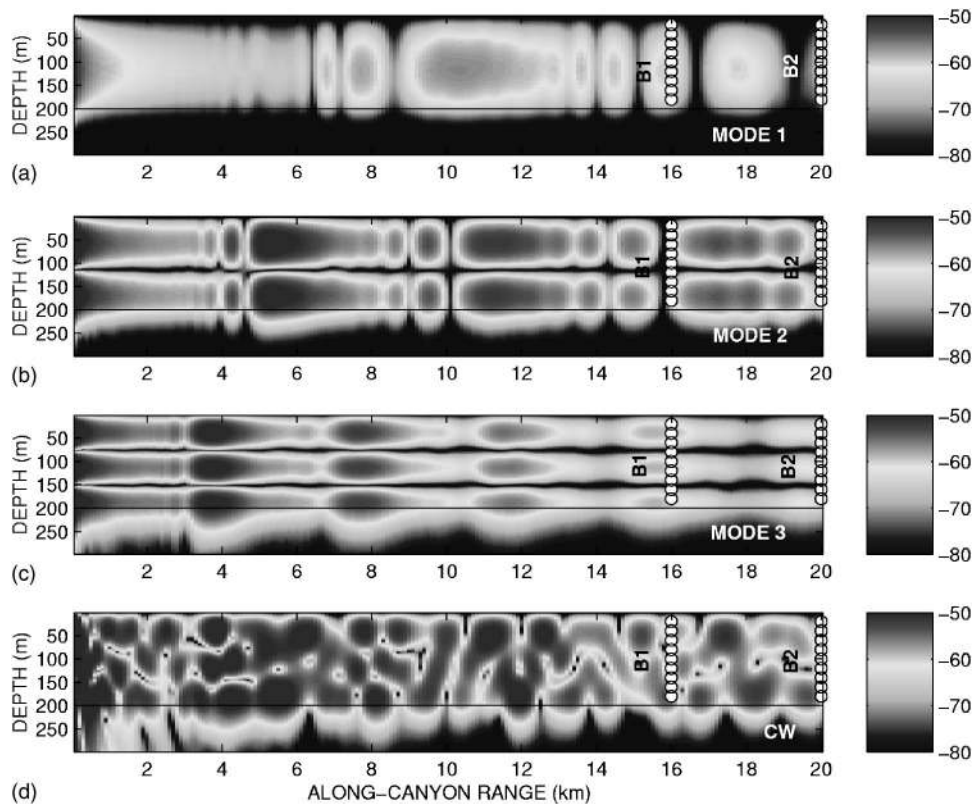 DEPTH (m)
50
100
150
200
250
B1
B2
MODE 1
-50
-60
-70
-80
(a)
2 4 6 8 10 12 14 16 18 20
DEPTH (m)
50
100
150
200
250
B1
B2
MODE 2
-50
-60
-70
-80
(b)
2 4 6 8 10 12 14 16 18 20
DEPTH (m)
50
100
150
200
250
B1
B2
MODE 3
-50
-60
-70
-80
(c)
2 4 6 8 10 12 14 16 18 20
DEPTH (m)
50
100
150
200
250
B1
B2
CW
-50
-60
-70
-80
(d)
2 4 6 8 10 12 14 16 18 20
ALONG-CANYON RANGE (km)